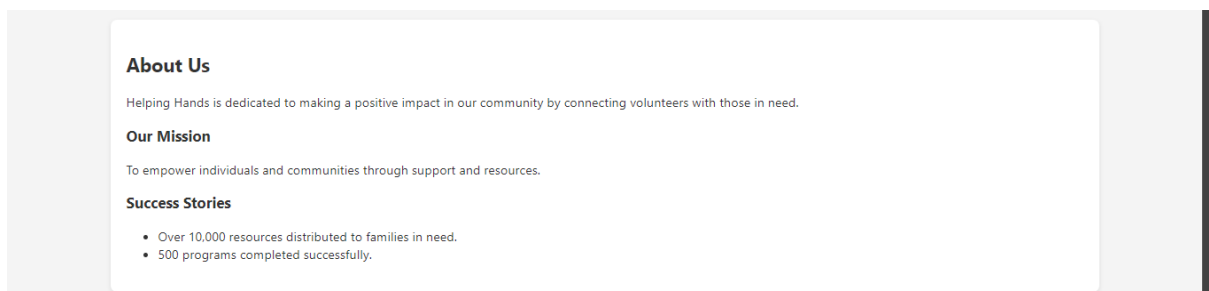 About Us
Helping Hands is dedicated to making a positive impact in our community by connecting volunteers with those in need.
Our Mission
To empower individuals and communities through support and resources.
Success Stories
• Over 10,000 resources distributed to families in need.
• 500 programs completed successfully.